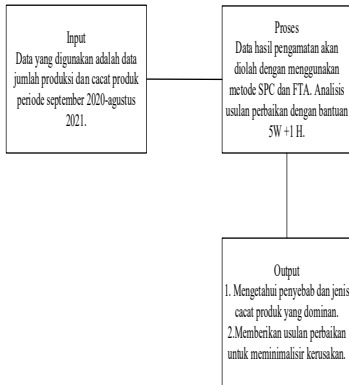 Input
Data yang digunakan adalah data
jumlah produksi dan cacat produk
periode september 2020-agustus
2021.
Proses
Data hasil pengamatan akan
diolah dengan menggunakan
metode SPC dan FTA. Analisis
usulan perbaikan dengan bantuan
5W +1 H.
Output
1. Mengetahui penyebab dan jenis
cacat produk yang dominan.
2.Memberikan usulan perbaikan
untuk meminimalisir kerusakan.